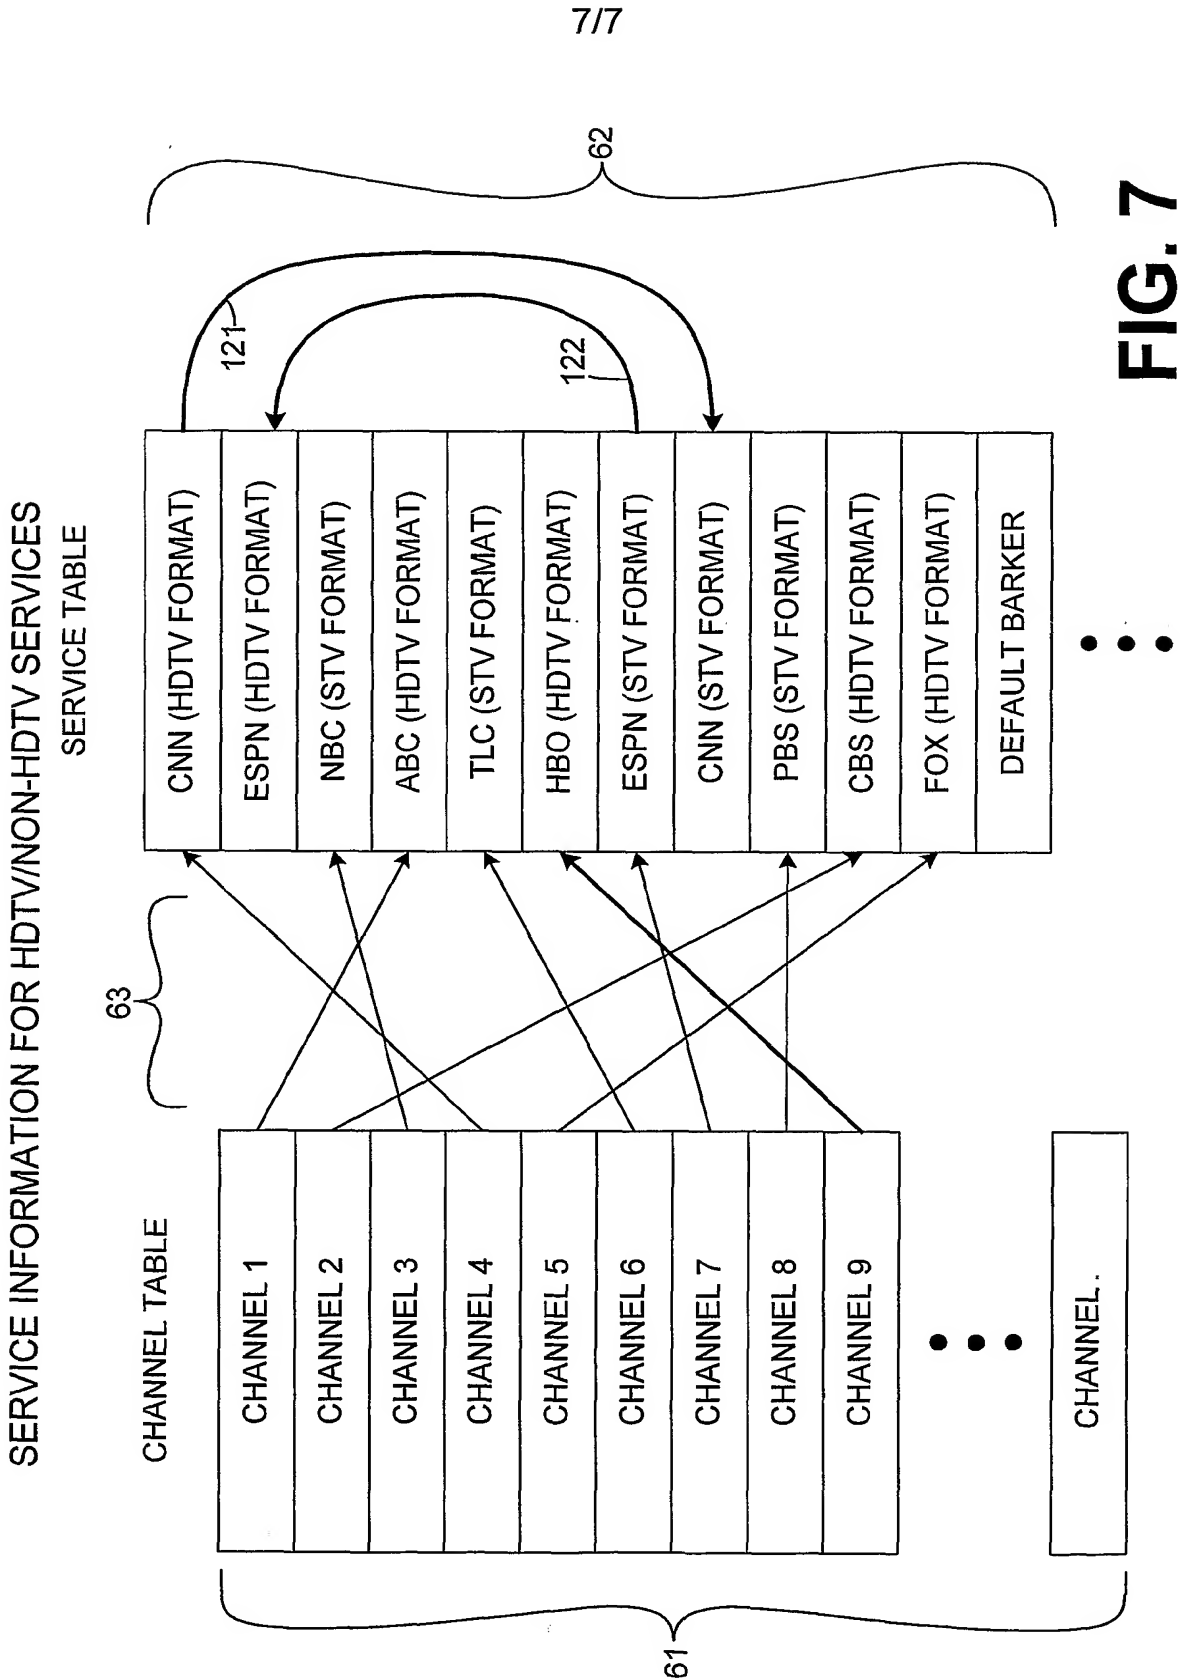 7/7
SERVICE INFORMATION FOR HDTV/NON-HDTV SERVICES
CHANNEL TABLE
SERVICE TABLE
61
CHANNEL 1
CHANNEL 2
CHANNEL 3
CHANNEL 4
CHANNEL 5
CHANNEL 6
CHANNEL 7
CHANNEL 8
CHANNEL 9
CHANNEL .
63
CNN (HDTV FORMAT)
ESPN (HDTV FORMAT)
NBC (STV FORMAT)
ABC (HDTV FORMAT)
TLC (STV FORMAT)
HBO (HDTV FORMAT)
ESPN (STV FORMAT)
CNN (STV FORMAT)
PBS (STV FORMAT)
CBS (HDTV FORMAT)
FOX (HDTV FORMAT)
DEFAULT BARKER
121
122
62
FIG. 7